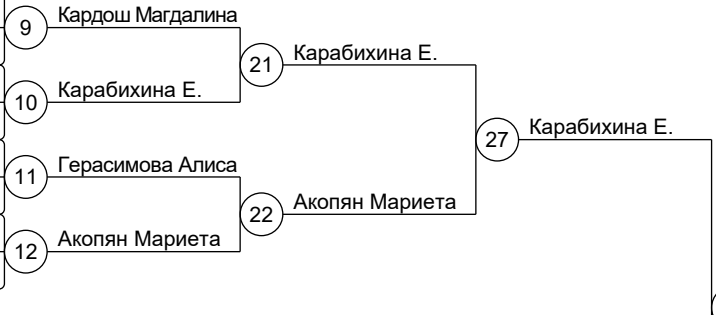 9
Кардош Магдалина
21
Карабихина Е.
10
Карабихина Е.
27
Карабихина Е.
11
Герасимова Алиса
22
Акопян Мариета
12
Акопян Мариета